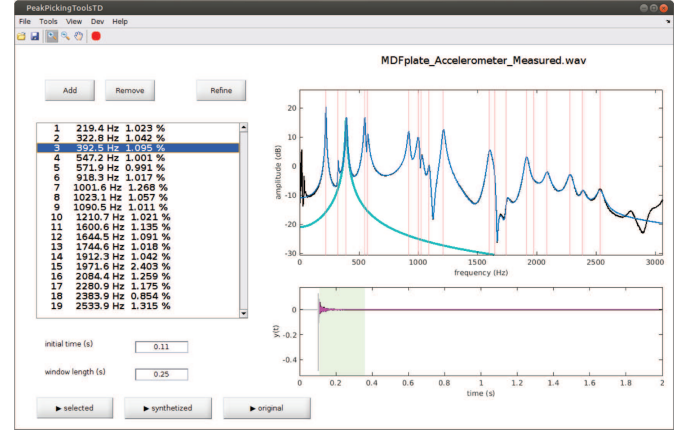 PeakPickingToolsTD
File Tools View Dev Help
MDFplate_Accelerometer_Measured.wav
Add Remove Refine
1 219.4 Hz 1.023 %
2 322.8 Hz 1.042 %
3 392.5 Hz 1.095 %
4 547.2 Hz 1.001 %
5 571.9 Hz 0.991 %
6 918.3 Hz 1.017 %
7 1001.6 Hz 1.268 %
8 1023.1 Hz 1.057 %
9 1090.5 Hz 1.011 %
10 1210.7 Hz 1.021 %
11 1600.6 Hz 1.135 %
12 1644.5 Hz 1.091 %
13 1744.6 Hz 1.018 %
14 1912.3 Hz 1.042 %
15 1971.6 Hz 2.403 %
16 2084.4 Hz 1.259 %
17 2280.9 Hz 1.175 %
18 2383.9 Hz 0.854 %
19 2533.9 Hz 1.315 %
amplitude (dB)
20
10
0
-10
-20
-30
0 500 1000 1500 2000 2500 3000
frequency (Hz)
y(t)
0
-0.2
-0.4
0 0.2 0.4 0.6 0.8 1 1.2 1.4 1.6 1.8 2
time (s)
initial time (s) 0.11
window length (s) 0.25
▶ selected ▶ synthetized ▶ original